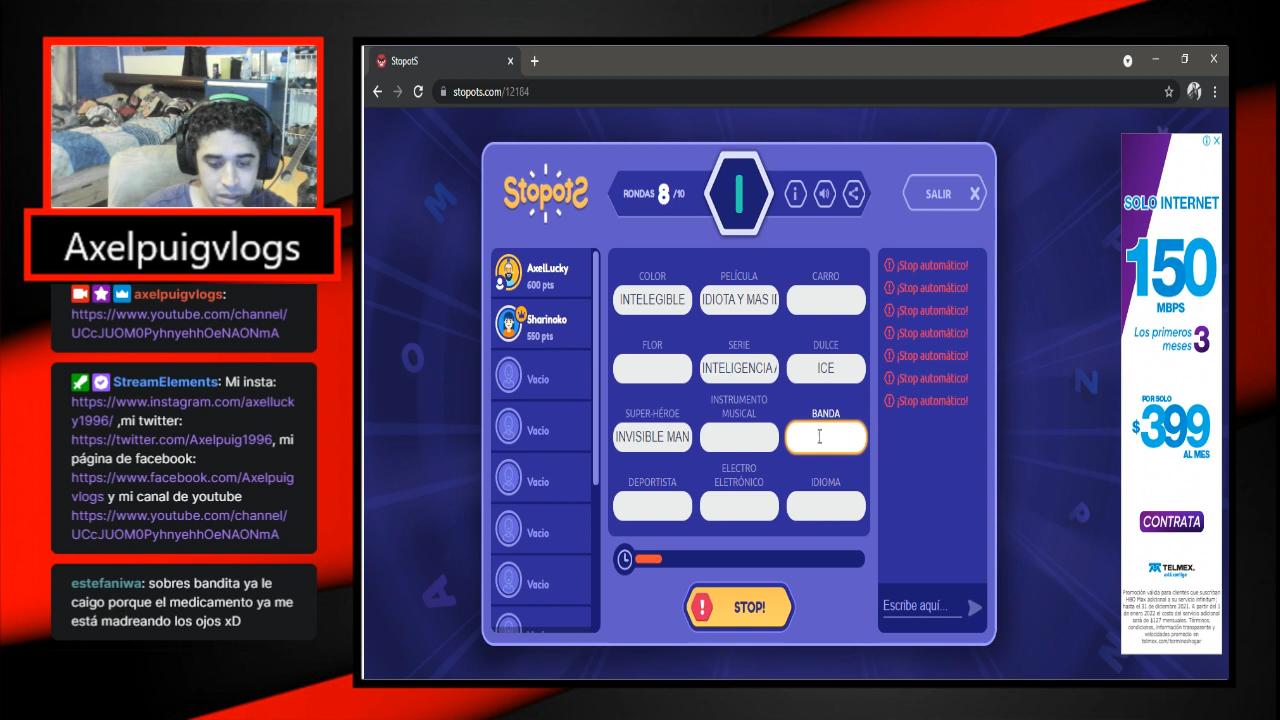 StopotS
stopots.com/12184
Axelpuigvlogs
axelpuigvlogs:
https://www.youtube.com/channel/
UCcJUOM0PyhnyehhOeNAONmA
StreamElements: Mi insta:
https://www.instagram.com/axelluck
y1996/ ,mi twitter:
https://twitter.com/Axelpuig1996, mi
página de facebook:
https://www.facebook.com/Axelpuig
vlogs y mi canal de youtube
https://www.youtube.com/channel/
UCcJUOM0PyhnyehhOeNAONmA
estefaniwa: sobres bandita ya le
caigo porque el medicamento ya me
está madreando los ojos xD
StopotS
RONDAS 8 /10
I
SALIR X
AxelLucky
600 pts
Sharinoko
550 pts
Vacio
Vacio
Vacio
Vacio
Vacio
COLOR
INTELEGIBLE
PELÍCULA
IDIOTA Y MAS II
CARRO
FLOR
SERIE
INTELIGENCIA
DULCE
ICE
SUPER-HÉROE
INVISIBLE MAN
INSTRUMENTO
MUSICAL
BANDA
DEPORTISTA
ELECTRO
ELETRÓNICO
IDIOMA
STOP!
¡Stop automático!
¡Stop automático!
¡Stop automático!
¡Stop automático!
¡Stop automático!
¡Stop automático!
¡Stop automático!
Escribe aquí...
SOLO INTERNET
150
MBPS
Los primeros
meses 3
POR SOLO
$399
AL MES
CONTRATA
TELMEX.